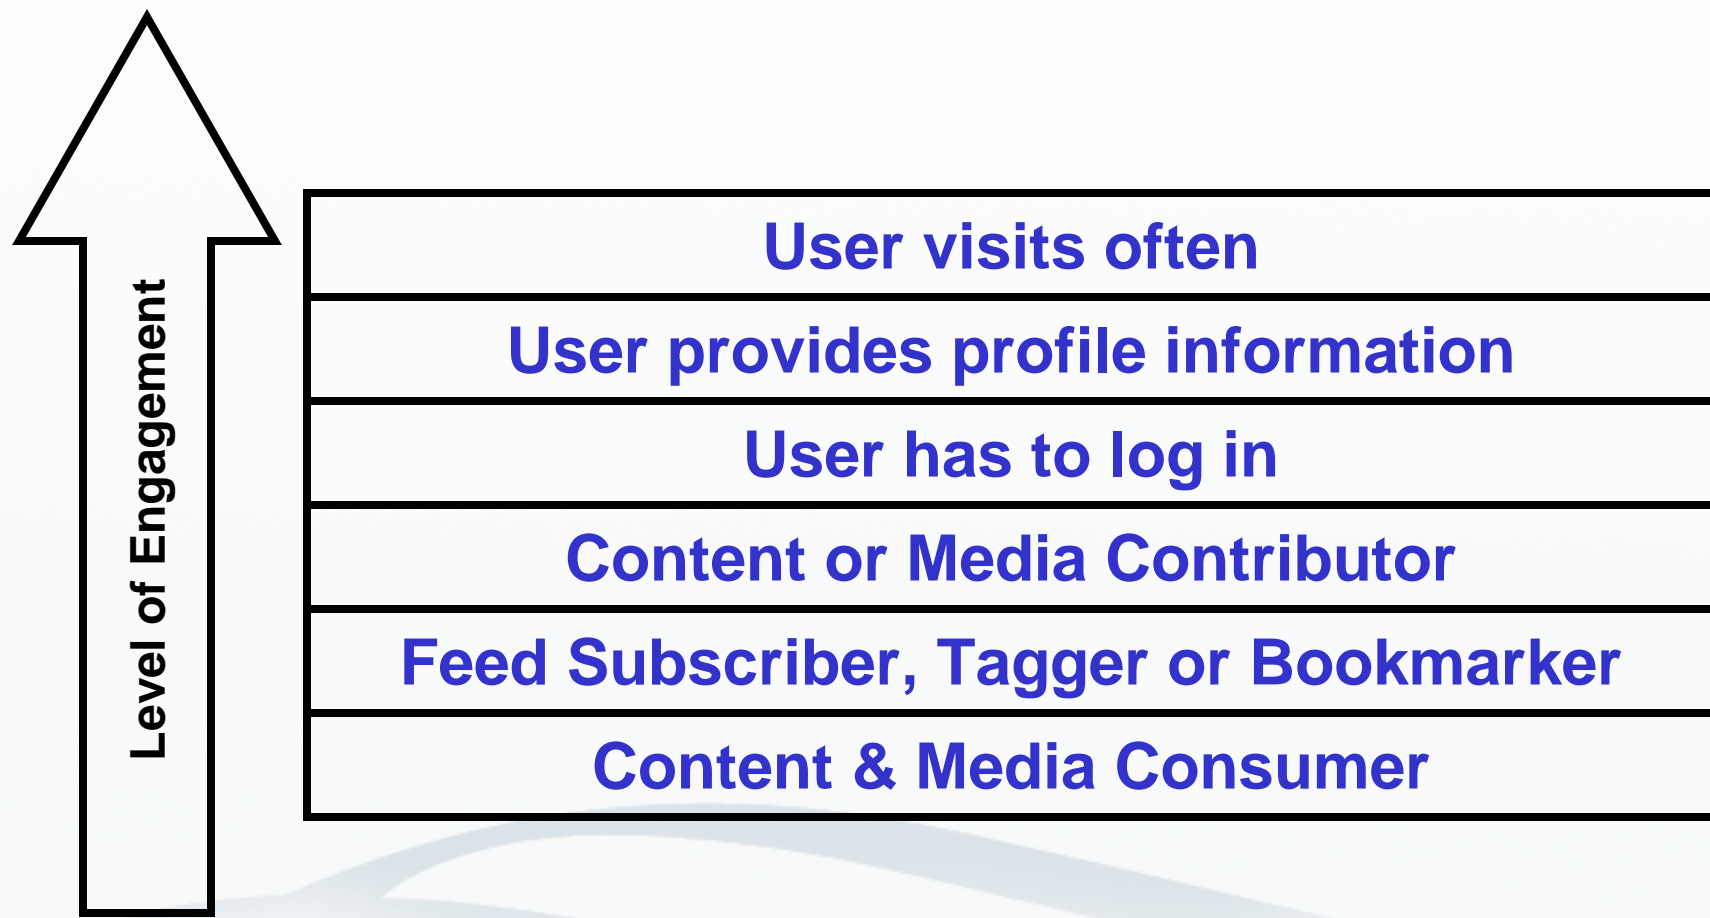 Level of Engagement
User visits often
User provides profile information
User has to log in
Content or Media Contributor
Feed Subscriber, Tagger or Bookmarker
Content & Media Consumer